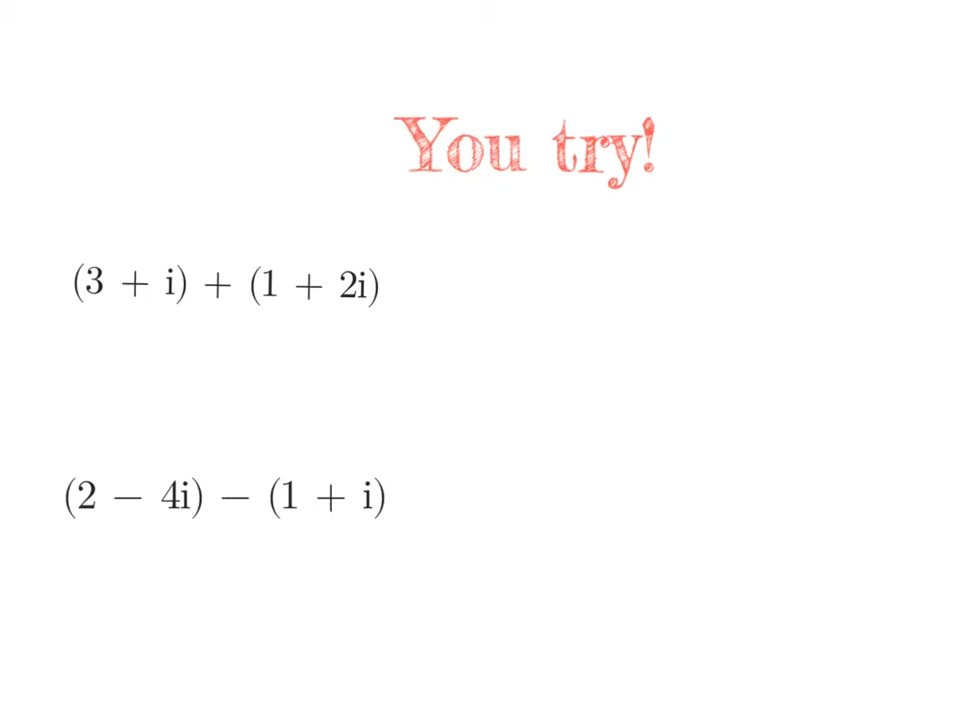 You try!
(3 + i) + (1 + 2i)
(2 − 4i) − (1 + i)